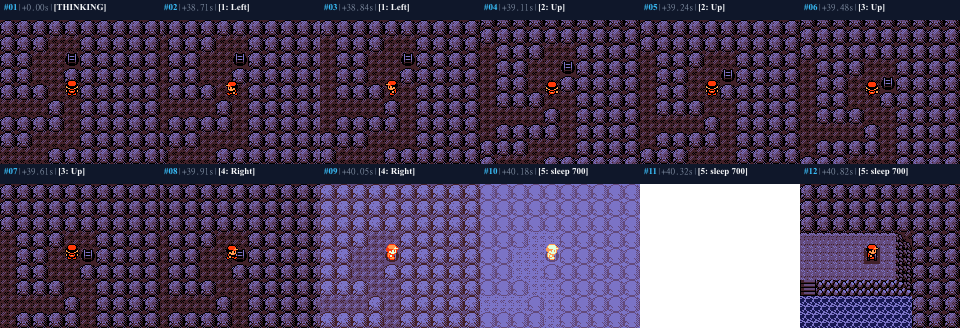 #01|+0.00s|[THINKING]
#02|+38.71s|[1: Left]
#03|+38.84s|[1: Left]
#04|+39.11s|[2: Up]
#05|+39.24s|[2: Up]
#06|+39.48s|[3: Up]
#07|+39.61s|[3: Up]
#08|+39.91s|[4: Right]
#09|+40.05s|[4: Right]
#10|+40.18s|[5: sleep 700]
#11|+40.32s|[5: sleep 700]
#12|+40.82s|[5: sleep 700]